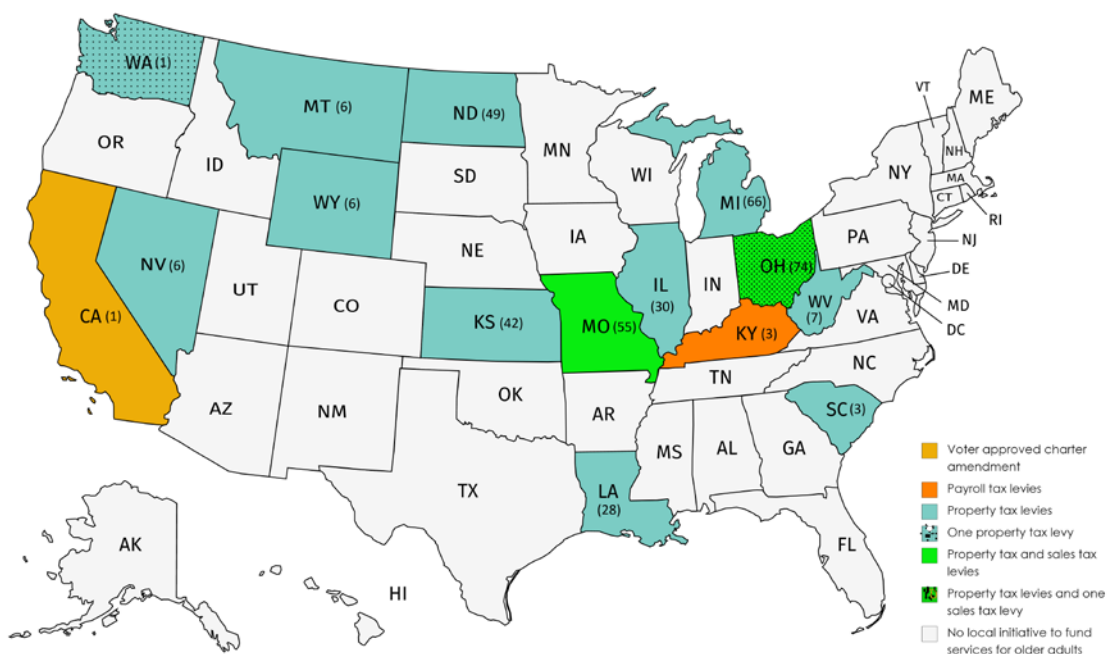 WA (1)
MT (6)
ND (49)
OR
ID
WY (6)
SD
MN
WI
MI (66)
VT
ME
NH
NY
MA
CT
RI
NV (6)
UT
CO
NE
IA
IL
(30)
IN
OH (74)
PA
NJ
DE
MD
DC
CA (1)
KS (42)
MO (55)
KY (3)
WV
(7)
VA
AZ
NM
OK
AR
TN
NC
SC (3)
TX
LA
(28)
MS
AL
GA
FL
AK
HI
Voter approved charter
amendment
Payroll tax levies
Property tax levies
One property tax levy
Property tax and sales tax
levies
Property tax levies and one
sales tax levy
No local initiative to fund
services for older adults